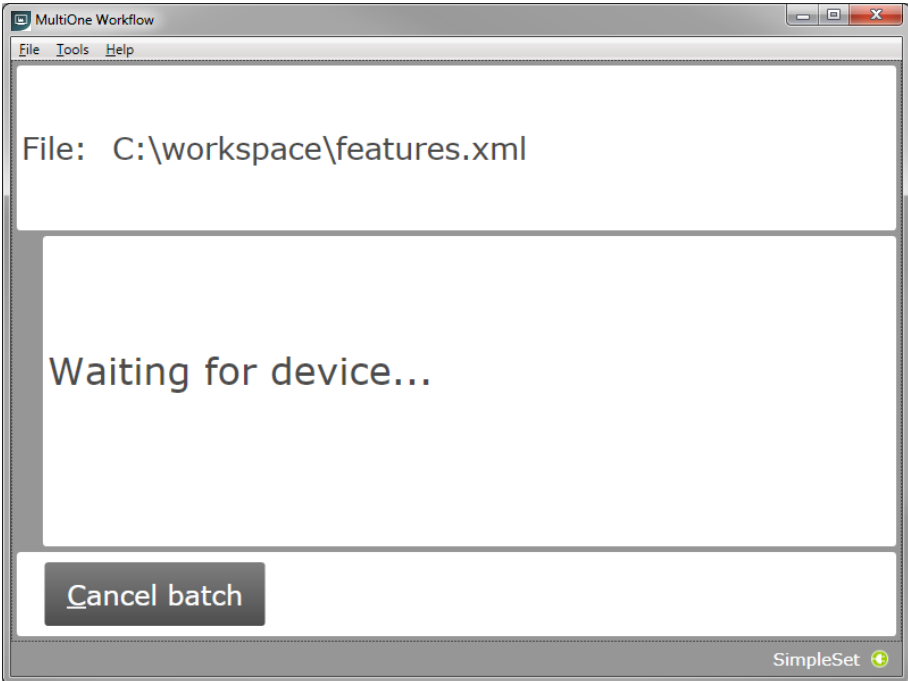 MultiOne Workflow
File Tools Help
File: C:\workspace\features.xml
Waiting for device...
Cancel batch
SimpleSet